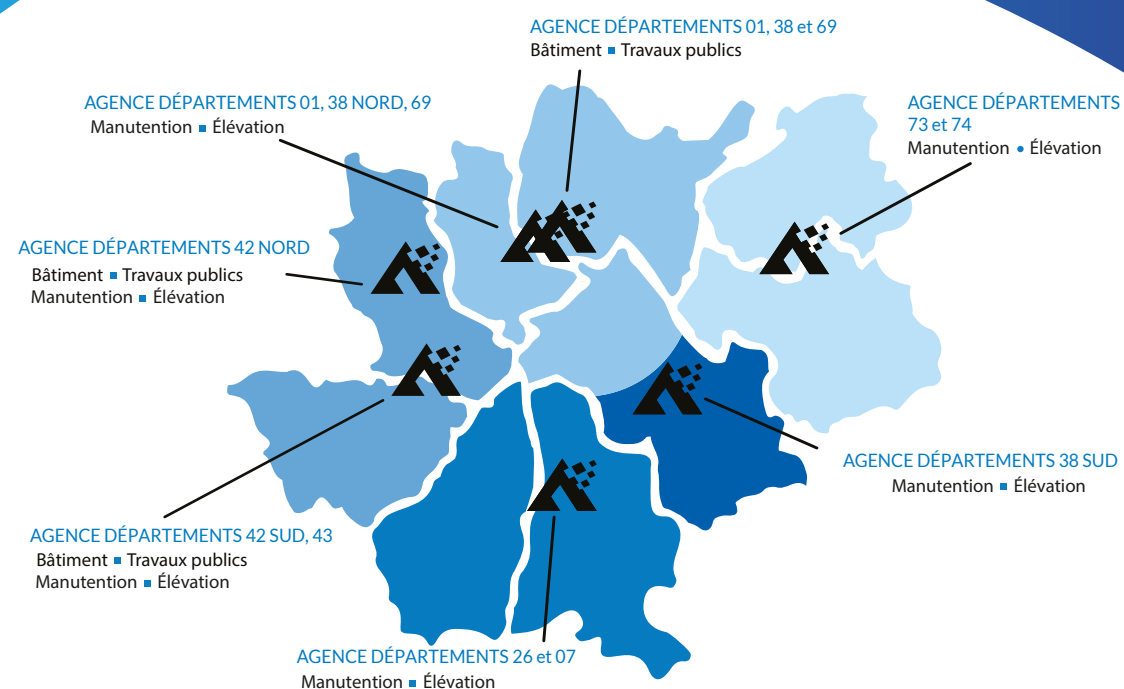 AGENCE DÉPARTEMENTS 01, 38 et 69
Bâtiment ▪ Travaux publics
AGENCE DÉPARTEMENTS 01, 38 NORD, 69
Manutention ▪ Élévation
AGENCE DÉPARTEMENTS
73 et 74
Manutention • Élévation
AGENCE DÉPARTEMENTS 42 NORD
Bâtiment ▪ Travaux publics
Manutention ▪ Élévation
AGENCE DÉPARTEMENTS 38 SUD
Manutention ▪ Élévation
AGENCE DÉPARTEMENTS 42 SUD, 43
Bâtiment ▪ Travaux publics
Manutention ▪ Élévation
AGENCE DÉPARTEMENTS 26 et 07
Manutention ▪ Élévation